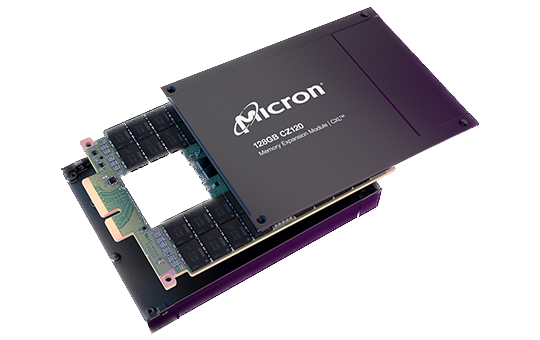 Micron®
128GB CZ120
Memory Expansion Module | CXL™